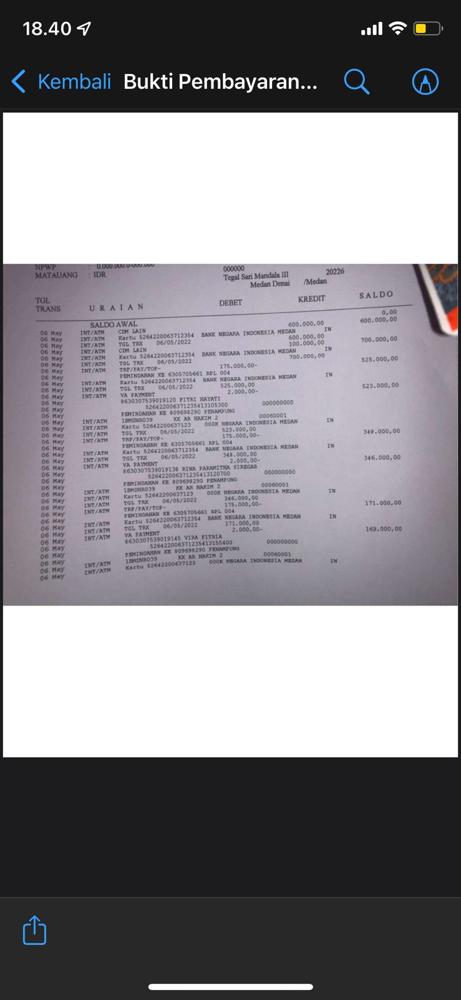 18.40
Kembali Bukti Pembayaran...
NPWP : 0.000.000.0-000.000
MATAUANG : IDR
000000
Tegal Sari Mandala III 20226
Medan Denai /Medan
TGL
TRANS U R A I A N DEBET KREDIT SALDO
SALDO AWAL 0,00
06 May INT/ATM CDM LAIN 600.000,00 600.000,00
06 May INT/ATM Kartu 5264220063712354 BANK NEGARA INDONESIA MEDAN IN
06 May INT/ATM TGL TRX 06/05/2022 600.000,00
06 May INT/ATM CDM LAIN 100.000,00 700.000,00
06 May INT/ATM Kartu 5264220063712354 BANK NEGARA INDONESIA MEDAN IN
06 May INT/ATM TGL TRX 06/05/2022 700.000,00
06 May INT/ATM TRF/PAY/TOP- 175.000,00- 525.000,00
06 May PEMINDAHAN KE 6305705661 RPL 004
06 May INT/ATM Kartu 5264220063712354 BANK NEGARA INDONESIA MEDAN IN
06 May INT/ATM TGL TRX 06/05/2022 525.000,00
06 May INT/ATM VA PAYMENT 2.000,00- 523.000,00
06 May 8630307539019120 FITRI HAYATI
06 May 526422006371235413105300 000000000
06 May PEMINDAHAN KE 809698290 PENAMPUNG
06 May INT/ATM 1BMDNR039 KK AR HAKIM 2 00060001
06 May INT/ATM Kartu 52642200637123 000K NEGARA INDONESIA MEDAN IN
06 May INT/ATM TGL TRX 06/05/2022 523.000,00
06 May INT/ATM TRF/PAY/TOP- 175.000,00- 348.000,00
06 May PEMINDAHAN KE 6305705661 RPL 004
06 May INT/ATM Kartu 5264220063712354 BANK NEGARA INDONESIA MEDAN IN
06 May INT/ATM TGL TRX 06/05/2022 348.000,00
06 May INT/ATM VA PAYMENT 2.000,00- 346.000,00
06 May 8630307539019138 RINA PARAMITHA SIREGAR
06 May 526422006371235413120700 000000000
06 May PEMINDAHAN KE 809698290 PENAMPUNG
06 May INT/ATM 1BMDNR039 KK AR HAKIM 2 00060001
06 May INT/ATM Kartu 52642200637123 000K NEGARA INDONESIA MEDAN IN
06 May INT/ATM TGL TRX 06/05/2022 346.000,00
06 May INT/ATM TRF/PAY/TOP- 175.000,00- 171.000,00
06 May PEMINDAHAN KE 6305705661 RPL 004
06 May INT/ATM Kartu 5264220063712354 BANK NEGARA INDONESIA MEDAN IN
06 May INT/ATM TGL TRX 06/05/2022 171.000,00
06 May INT/ATM VA PAYMENT 2.000,00- 169.000,00
06 May 8630307539019145 VIRA FITRIA
06 May 526422006371235413155400 000000000
06 May PEMINDAHAN KE 809698290 PENAMPUNG
06 May INT/ATM 1BMDNR039 KK AR HAKIM 2 00060001
06 May INT/ATM Kartu 52642200637123 000K NEGARA INDONESIA MEDAN IN